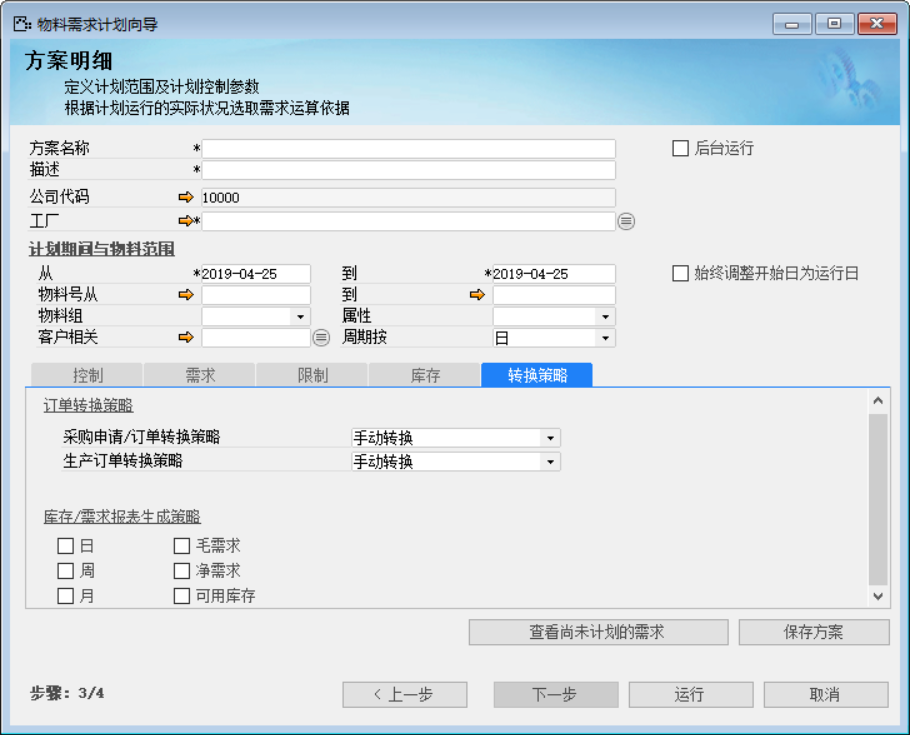 物料需求计划向导
方案明细
定义计划范围及计划控制参数
根据计划运行的实际状况选取需求运算依据
方案名称 * 后台运行
描述 *
公司代码 10000
工厂 *
计划期间与物料范围
从 *2019-04-25 到 *2019-04-25 始终调整开始日为运行日
物料号从 到
物料组 属性
客户相关 周期按 日
控制 需求 限制 库存 转换策略
订单转换策略
采购申请/订单转换策略 手动转换
生产订单转换策略 手动转换
库存/需求报表生成策略
日 毛需求
周 净需求
月 可用库存
查看尚未计划的需求 保存方案
步骤: 3/4 < 上一步 下一步 运行 取消